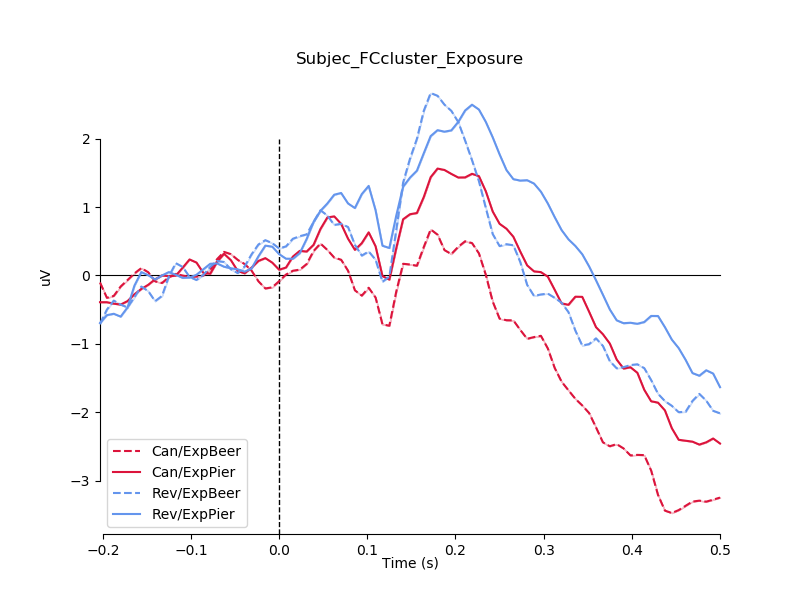 Subjec_FCcluster_Exposure
uV
2
1
0
−1
−2
−3
Can/ExpBeer
Can/ExpPier
Rev/ExpBeer
Rev/ExpPier
−0.2 −0.1 0.0 0.1 0.2 0.3 0.4 0.5
Time (s)